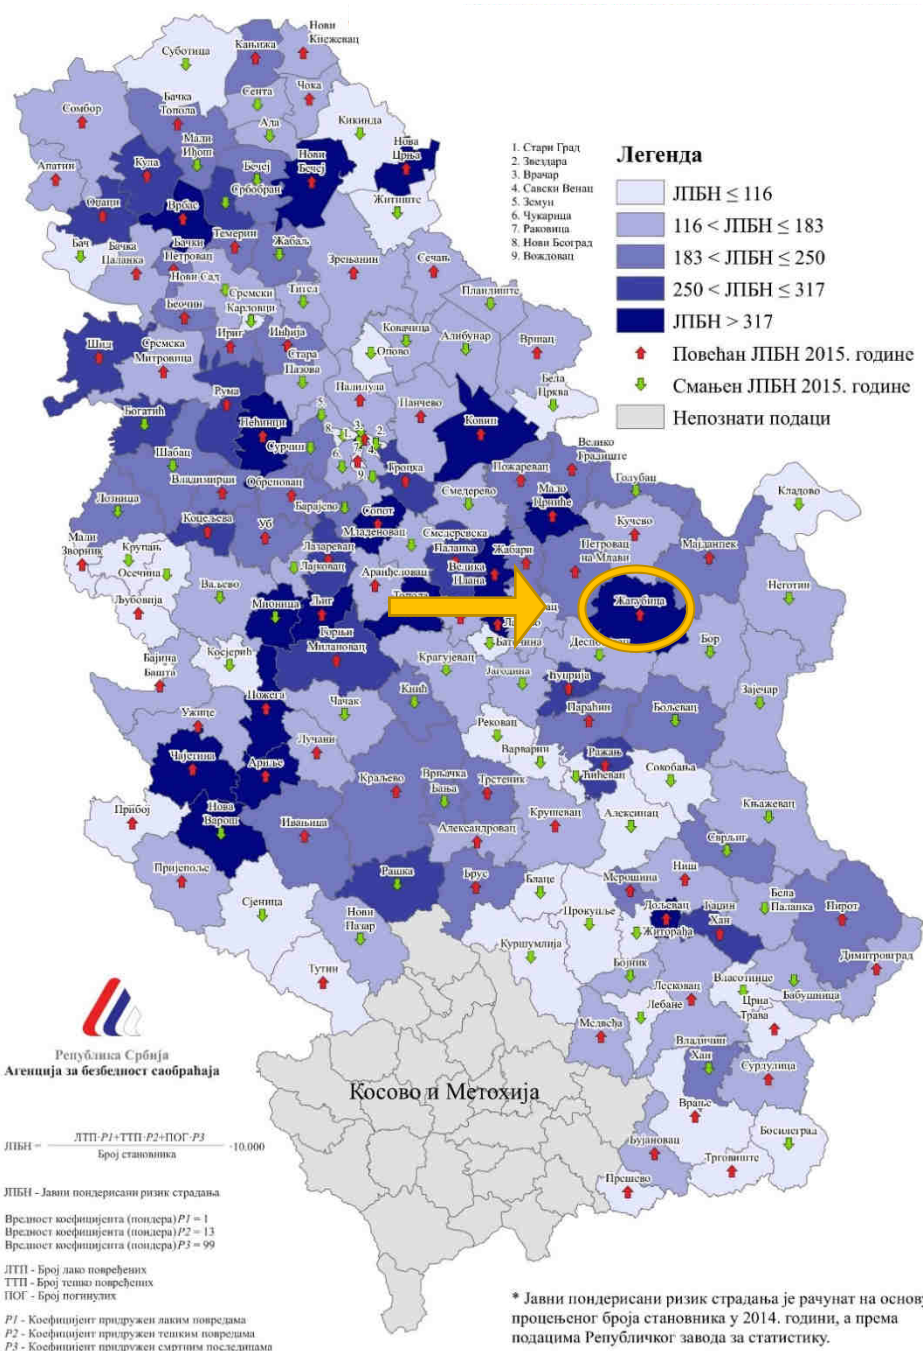 Нови
Кнежевац
Суботица
Кањижа
Сента
Чока
Бачка
Топола
Сомбор
Ада
Кикинда
Мали
Иђош
Нова
Црња
Апатин
Кула
Бечеј
Нови
Бечеј
Оџаци
Врбас
Србобран
Житиште
Бач
Бачка
Паланка
Бачки
Петровац
Темерин
Жабаљ
Зрењанин
Сечањ
Нови Сад
Беочин
Сремски
Карловци
Тител
Пландиште
Шид
Сремска
Митровица
Ириг
Инђија
Стара
Пазова
Опово
Ковачица
Алибунар
Вршац
Рума
Палилула
Панчево
Бела
Црква
Богатић
Пећинци
Сурчин
5.
8.
1.
3.
2.
7.
4.
6.
9.
Ковин
Шабац
Владимирци
Обреновац
Гроцка
Пожаревац
Велико
Градиште
Голубац
Кладово
Лозница
Коцељева
Уб
Барајево
Сопот
Смедерево
Мало
Црниће
Кучево
Мали
Зворник
Крупањ
Осечина
Лазаревац
Младеновац
Смедеревска
Паланка
Жабари
Петровац
на Млави
Мајданпек
Љубовија
Ваљево
Лајковац
Аранђеловац
Велика
Плана
Жагубица
Неготин
Мионица
Љиг
Топола
Баточина
Косјерић
Горњи
Милановац
Крагујевац
Јагодина
Бор
Бајина
Башта
Пожега
Чачак
Кнић
Ћуприја
Параћин
Бољевац
Зајечар
Ужице
Лучани
Рековац
Варварин
Ражањ
Ћићевац
Сокобања
Чајетина
Ариље
Краљево
Врњачка
Бања
Трстеник
Књажевац
Прибој
Нова
Варош
Ивањица
Александровац
Крушевац
Алексинац
Сврљиг
Пријепоље
Рашка
Брус
Блаце
Мерошина
Ниш
Бела
Паланка
Пирот
Сјеница
Нови
Пазар
Прокупље
Дољевац
Житорађа
Гаџин
Хан
Димитровград
Тутин
Куршумлија
Бојник
Лесковац
Власотинце
Бабушница
Медвеђа
Лебане
Црна
Трава
Владичин
Хан
Сурдулица
Врање
Босилеград
Бујановац
Трговиште
Прешево
Косово и Метохија
1. Стари Град
2. Звездара
3. Врачар
4. Савски Венац
5. Земун
6. Чукарица
7. Раковица
8. Нови Београд
9. Вождовац
Легенда
ЈПБН ≤ 116
116 < ЈПБН ≤ 183
183 < ЈПБН ≤ 250
250 < ЈПБН ≤ 317
ЈПБН > 317
Повећан ЈПБН 2015. године
Смањен ЈПБН 2015. године
Непознати подаци
Република Србија
Агенција за безбедност саобраћаја
ЈПБН = ЛТП·P1+ТТП·P2+ПОГ·P3 ·10.000
Број становника
ЈПБН - Јавни пондерисани ризик страдања
Вредност коефицијента (пондера) P1 = 1
Вредност коефицијента (пондера) P2 = 13
Вредност коефицијента (пондера) P3 = 99
ЛТП - Број лако повређених
ТТП - Број тешко повређених
ПОГ - Број погинулих
P1 - Коефицијент придружен лаким повредама
P2 - Коефицијент придружен тешким повредама
P3 - Коефицијент придружен смртним последицама
* Јавни пондерисани ризик страдања је рачунат на основу
процењеног броја становника у 2014. години, а према
подацима Републичког завода за статистику.